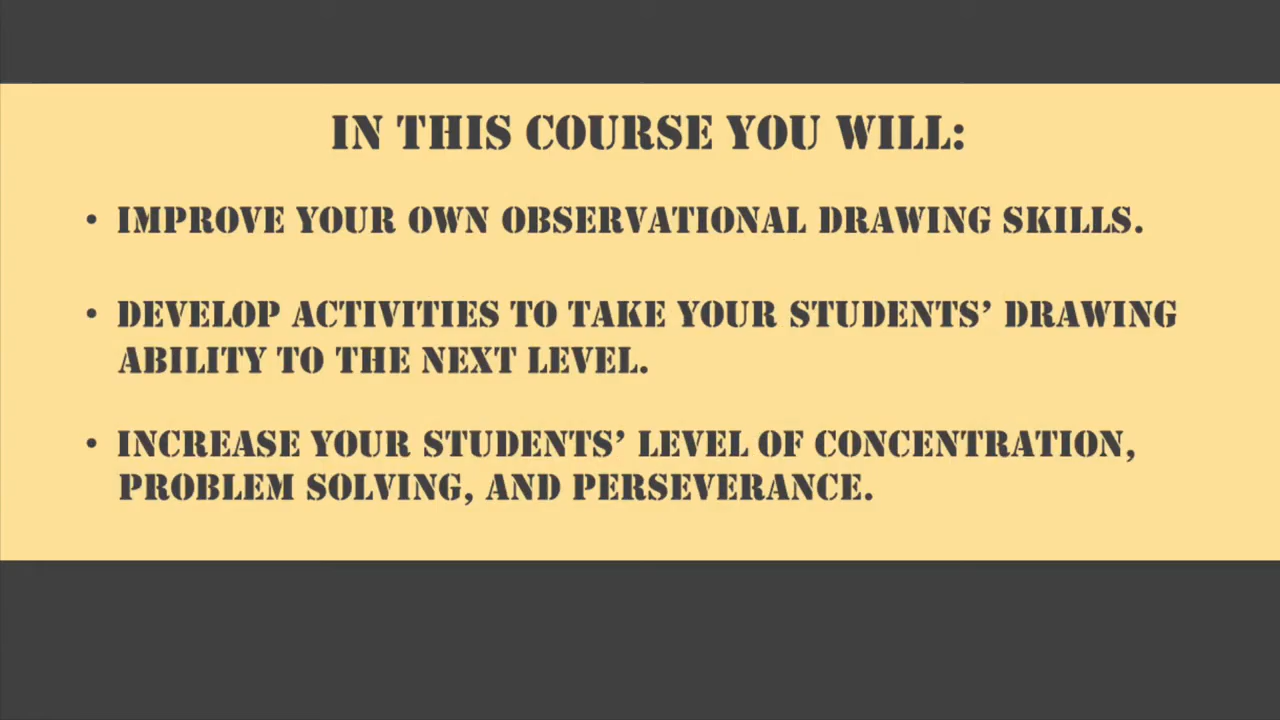 IN THIS COURSE YOU WILL:
• IMPROVE YOUR OWN OBSERVATIONAL DRAWING SKILLS.
• DEVELOP ACTIVITIES TO TAKE YOUR STUDENTS’ DRAWING
ABILITY TO THE NEXT LEVEL.
• INCREASE YOUR STUDENTS’ LEVEL OF CONCENTRATION,
PROBLEM SOLVING, AND PERSEVERANCE.